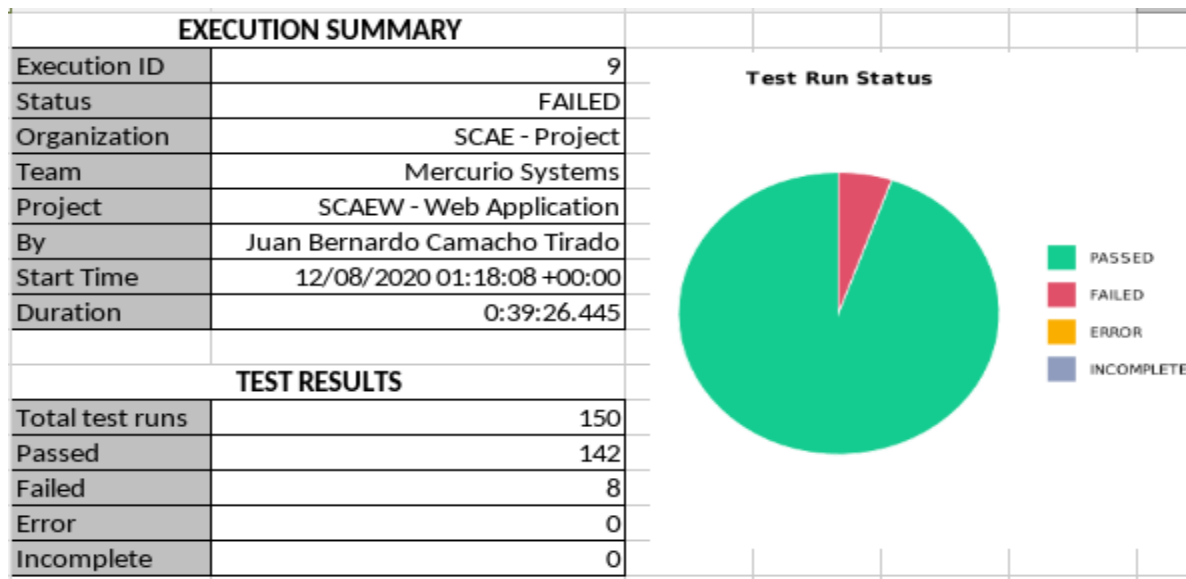 EXECUTION SUMMARY
Execution ID 9
Status FAILED
Organization SCAE - Project
Team Mercurio Systems
Project SCAEW - Web Application
By Juan Bernardo Camacho Tirado
Start Time 12/08/2020 01:18:08 +00:00
Duration 0:39:26.445
TEST RESULTS
Total test runs 150
Passed 142
Failed 8
Error 0
Incomplete 0
Test Run Status
PASSED
FAILED
ERROR
INCOMPLETE